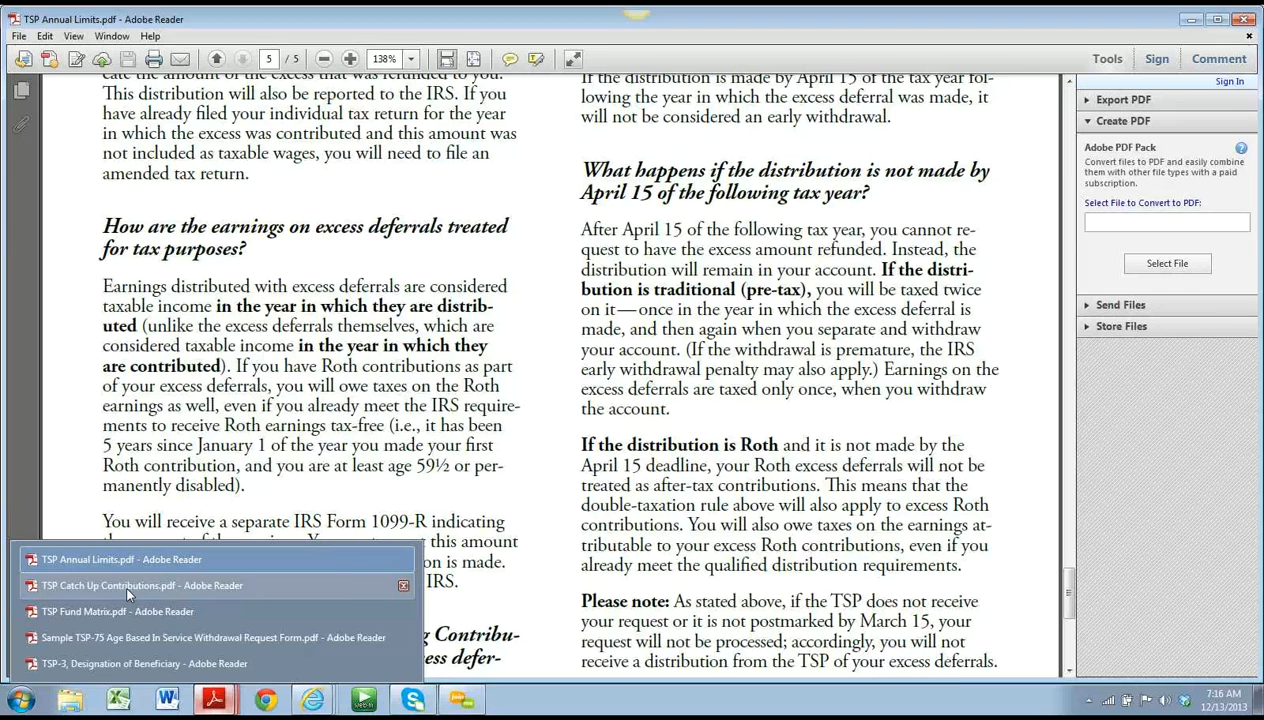 TSP Annual Limits.pdf - Adobe Reader
File Edit View Window Help
5 / 5 138% Tools Sign Comment
Sign In
cate the amount of the excess that was refunded to you.
This distribution will also be reported to the IRS. If you
have already filed your individual tax return for the year
in which the excess was contributed and this amount was
not included as taxable wages, you will need to file an
amended tax return.
How are the earnings on excess deferrals treated
for tax purposes?
Earnings distributed with excess deferrals are considered
taxable income in the year in which they are distrib-
uted (unlike the excess deferrals themselves, which are
considered taxable income in the year in which they
are contributed). If you have Roth contributions as part
of your excess deferrals, you will owe taxes on the Roth
earnings as well, even if you already meet the IRS require-
ments to receive Roth earnings tax-free (i.e., it has been
5 years since January 1 of the year you made your first
Roth contribution, and you are at least age 59½ or per-
manently disabled).
You will receive a separate IRS Form 1099-R indicating
this amount
on is made.
IRS.
g Contribu-
ess defer-
If the distribution is made by April 15 of the tax year fol-
lowing the year in which the excess deferral was made, it
will not be considered an early withdrawal.
What happens if the distribution is not made by
April 15 of the following tax year?
After April 15 of the following tax year, you cannot re-
quest to have the excess amount refunded. Instead, the
distribution will remain in your account. If the distri-
bution is traditional (pre-tax), you will be taxed twice
on it—once in the year in which the excess deferral is
made, and then again when you separate and withdraw
your account. (If the withdrawal is premature, the IRS
early withdrawal penalty may also apply.) Earnings on the
excess deferrals are taxed only once, when you withdraw
the account.
If the distribution is Roth and it is not made by the
April 15 deadline, your Roth excess deferrals will not be
treated as after-tax contributions. This means that the
double-taxation rule above will also apply to excess Roth
contributions. You will also owe taxes on the earnings at-
tributable to your excess Roth contributions, even if you
already meet the qualified distribution requirements.
Please note: As stated above, if the TSP does not receive
your request or it is not postmarked by March 15, your
request will not be processed; accordingly, you will not
receive a distribution from the TSP of your excess deferrals.
Export PDF
Create PDF
Adobe PDF Pack
Convert files to PDF and easily combine
them with other file types with a paid
subscription.
Select File to Convert to PDF:
Select File
Send Files
Store Files
TSP Annual Limits.pdf - Adobe Reader
TSP Catch Up Contributions.pdf - Adobe Reader
TSP Fund Matrix.pdf - Adobe Reader
Sample TSP-75 Age Based In Service Withdrawal Request Form.pdf - Adobe Reader
TSP-3, Designation of Beneficiary - Adobe Reader
7:16 AM
12/13/2013